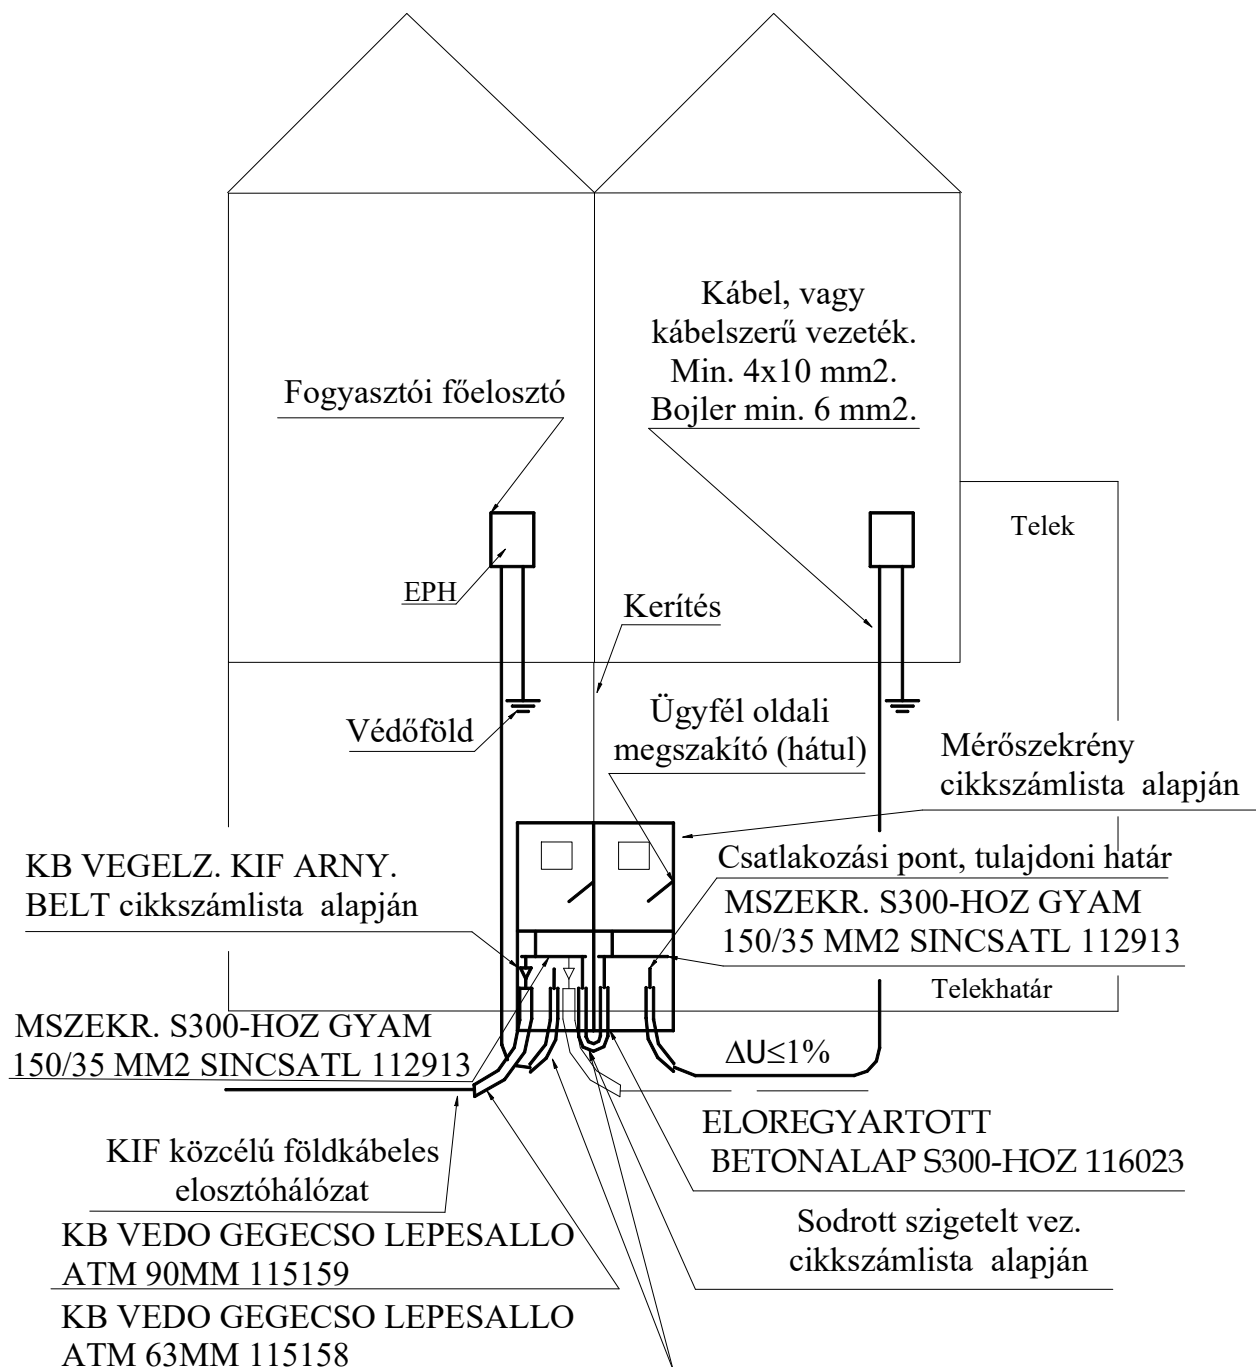 Kábel, vagy
kábelszerű vezeték.
Min. 4x10 mm2.
Bojler min. 6 mm2.
Fogyasztói főelosztó
Telek
EPH
Kerítés
Védőföld
Ügyfél oldali
megszakító (hátul)
Mérőszekrény
cikkszámlista alapján
KB VEGELZ. KIF ARNY.
BELT cikkszámlista alapján
Csatlakozási pont, tulajdoni határ
MSZEKR. S300-HOZ GYAM
150/35 MM2 SINCSATL 112913
Telekhatár
MSZEKR. S300-HOZ GYAM
150/35 MM2 SINCSATL 112913
ΔU≤1%
ELOREGYARTOTT
BETONALAP S300-HOZ 116023
KIF közcélú földkábeles
elosztóhálózat
Sodrott szigetelt vez.
cikkszámlista alapján
KB VEDO GEGECSO LEPESALLO
ATM 90MM 115159
KB VEDO GEGECSO LEPESALLO
ATM 63MM 115158